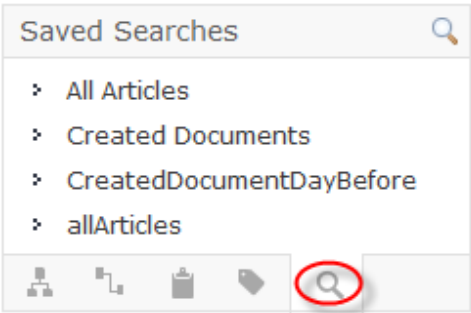 Saved Searches
All Articles
Created Documents
CreatedDocumentDayBefore
allArticles